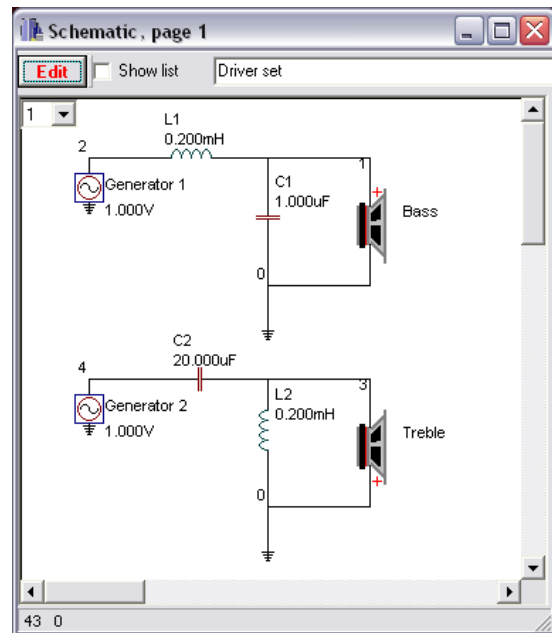 Schematic, page 1
Edit Show list Driver set
1
2
L1
0.200mH
Generator 1
1.000V
C1
1.000uF
1
+
Bass
0
C2
20.000uF
4
Generator 2
1.000V
L2
0.200mH
3
Treble
+
0
43 0